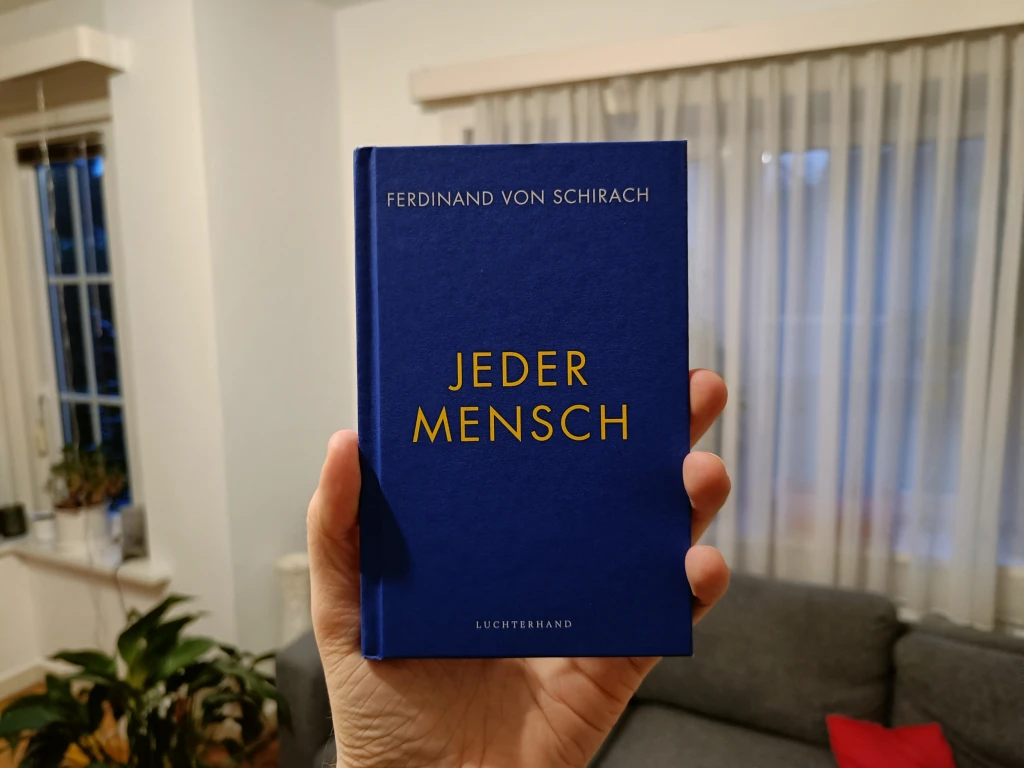 FERDINAND VON SCHIRACH
JEDER
MENSCH
LUCHTERHAND